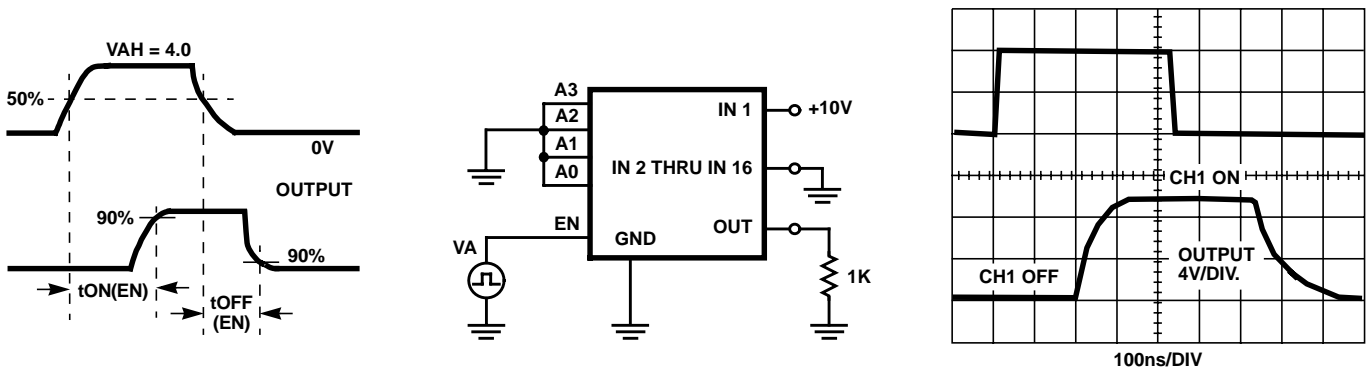 VAH = 4.0
50%
0V
OUTPUT
90%
90%
tON(EN)
tOFF
(EN)
A3
A2
A1
A0
EN
VA
IN 1
+10V
IN 2 THRU IN 16
OUT
GND
1K
CH1 ON
CH1 OFF
OUTPUT
4V/DIV.
100ns/DIV